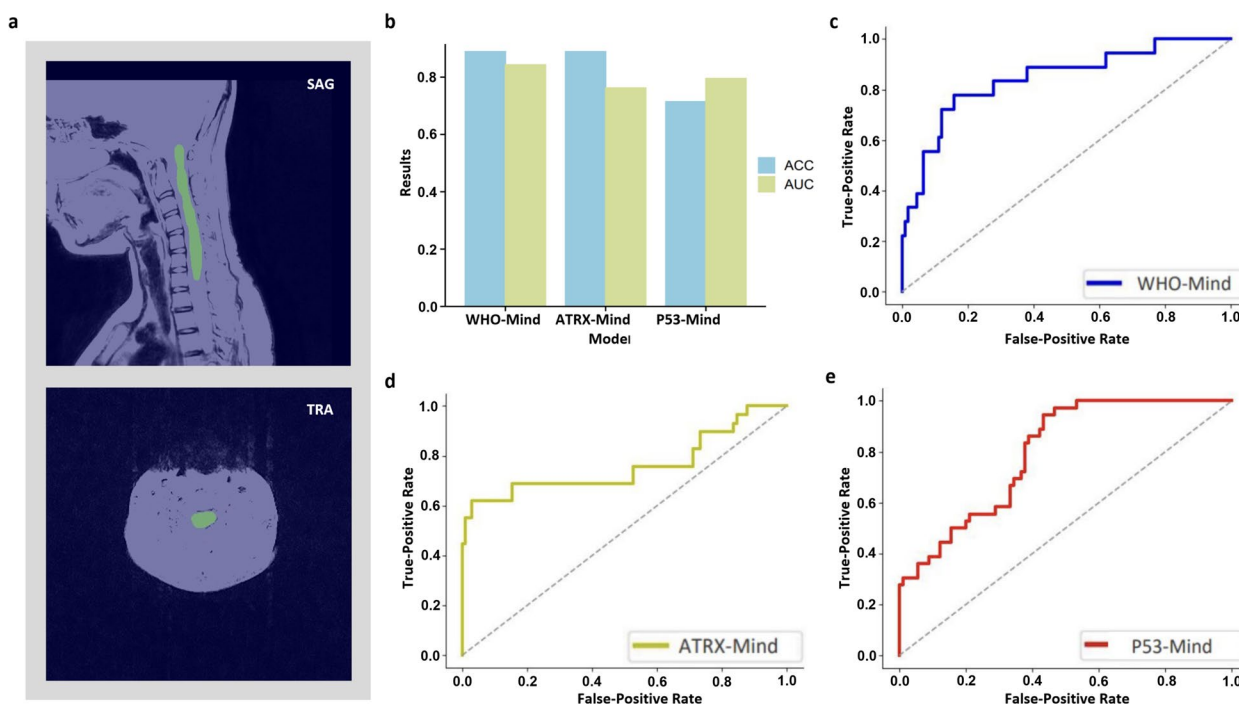 a
SAG
TRA
b
0.8
0.6
0.4
0.2
0.0
Results
WHO-Mind ATRX-Mind P53-Mind
Model
ACC
AUC
c
1.0
0.8
0.6
0.4
0.2
0.0
True-Positive Rate
0.0 0.2 0.4 0.6 0.8 1.0
False-Positive Rate
WHO-Mind
d
1.0
0.8
0.6
0.4
0.2
0.0
True-Positive Rate
0.0 0.2 0.4 0.6 0.8 1.0
False-Positive Rate
ATRX-Mind
e
1.0
0.8
0.6
0.4
0.2
0.0
True-Positive Rate
0.0 0.2 0.4 0.6 0.8 1.0
False-Positive Rate
P53-Mind